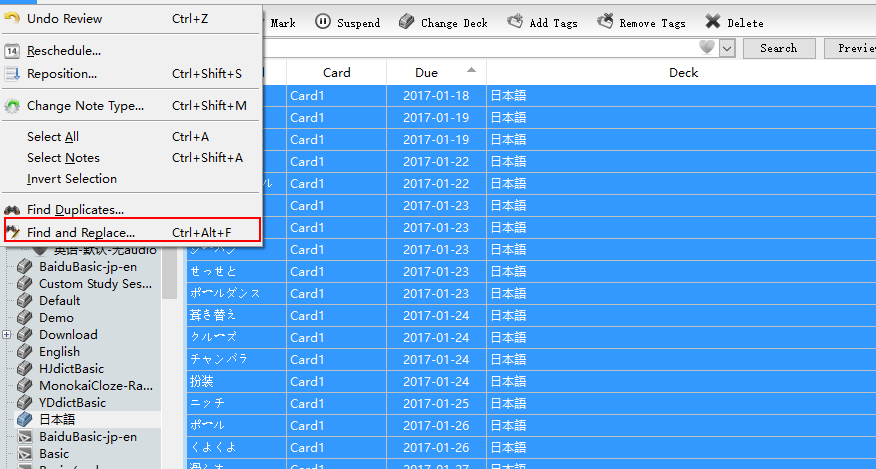 Undo Review Ctrl+Z
Reschedule...
Reposition... Ctrl+Shift+S
Change Note Type... Ctrl+Shift+M
Select All Ctrl+A
Select Notes Ctrl+Shift+A
Invert Selection
Find Duplicates...
Find and Replace... Ctrl+Alt+F
Mark Suspend Change Deck Add Tags Remove Tags Delete
Search
Card Due Deck
Card1 2017-01-18 日本語
Card1 2017-01-19 日本語
Card1 2017-01-19 日本語
Card1 2017-01-22 日本語
Card1 2017-01-22 日本語
Card1 2017-01-23 日本語
Card1 2017-01-23 日本語
Card1 2017-01-23 日本語
せっせと Card1 2017-01-23 日本語
ポールダンス Card1 2017-01-23 日本語
葺き替え Card1 2017-01-24 日本語
クルーズ Card1 2017-01-24 日本語
チャンバラ Card1 2017-01-24 日本語
扮装 Card1 2017-01-24 日本語
ニッチ Card1 2017-01-25 日本語
ポール Card1 2017-01-26 日本語
くよくよ Card1 2017-01-26 日本語
Card1 2017-01-27 日本語
英语-默认-无audio
BaiduBasic-jp-en
Custom Study Ses...
Default
Demo
Download
English
HJdictBasic
MonokaiCloze-Ra...
YDdictBasic
日本語
BaiduBasic-jp-en
Basic